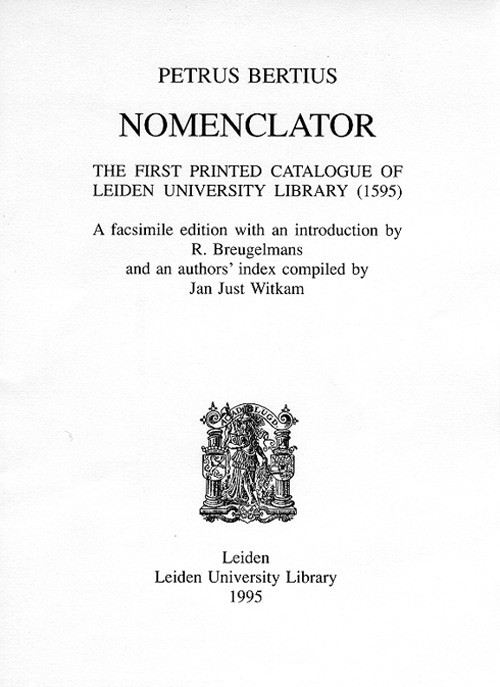 PETRUS BERTIUS
NOMENCLATOR
THE FIRST PRINTED CATALOGUE OF
LEIDEN UNIVERSITY LIBRARY (1595)
A facsimile edition with an introduction by
R. Breugelmans
and an authors' index compiled by
Jan Just Witkam
ACAD LUGD
Leiden
Leiden University Library
1995